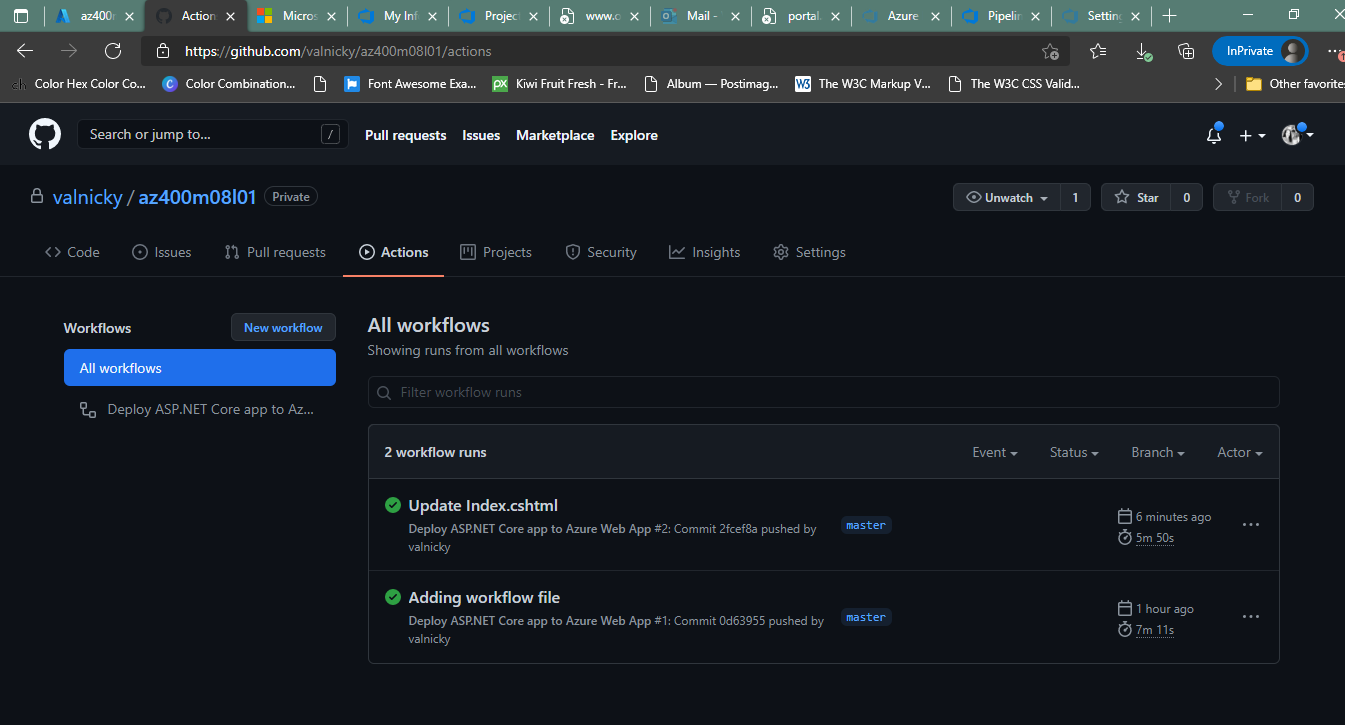 az400r
Action
Micros
My Inf
Project
www.o
Mail -
portal.
Azure
Pipelin
Setting
https://github.com/valnicky/az400m08l01/actions
InPrivate
Color Hex Color Co...
Color Combination...
Font Awesome Exa...
Kiwi Fruit Fresh - Fr...
Album — Postimag...
The W3C Markup V...
The W3C CSS Valid...
Other favorites
Search or jump to...
/
Pull requests
Issues
Marketplace
Explore
valnicky / az400m08l01 Private
Unwatch 1
Star 0
Fork 0
Code
Issues
Pull requests
Actions
Projects
Security
Insights
Settings
Workflows
New workflow
All workflows
Deploy ASP.NET Core app to Az...
All workflows
Showing runs from all workflows
Filter workflow runs
2 workflow runs
Event
Status
Branch
Actor
Update Index.cshtml
Deploy ASP.NET Core app to Azure Web App #2: Commit 2fcef8a pushed by
valnicky
master
6 minutes ago
5m 50s
Adding workflow file
Deploy ASP.NET Core app to Azure Web App #1: Commit 0d63955 pushed by
valnicky
master
1 hour ago
7m 11s